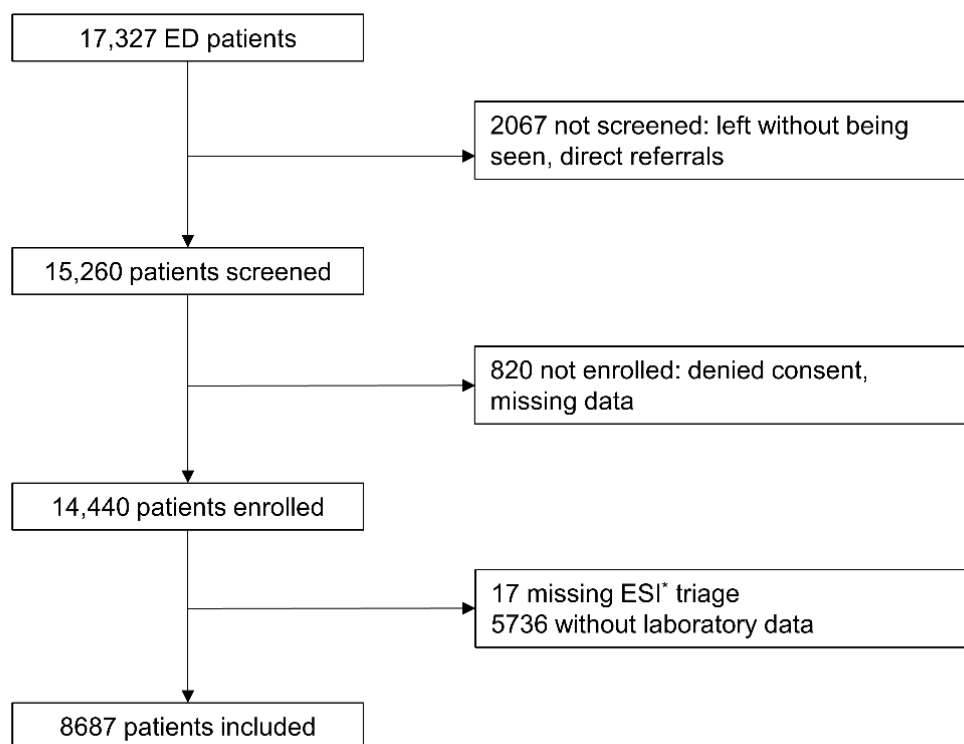 17,327 ED patients
2067 not screened: left without being
seen, direct referrals
15,260 patients screened
820 not enrolled: denied consent,
missing data
14,440 patients enrolled
17 missing ESI* triage
5736 without laboratory data
8687 patients included